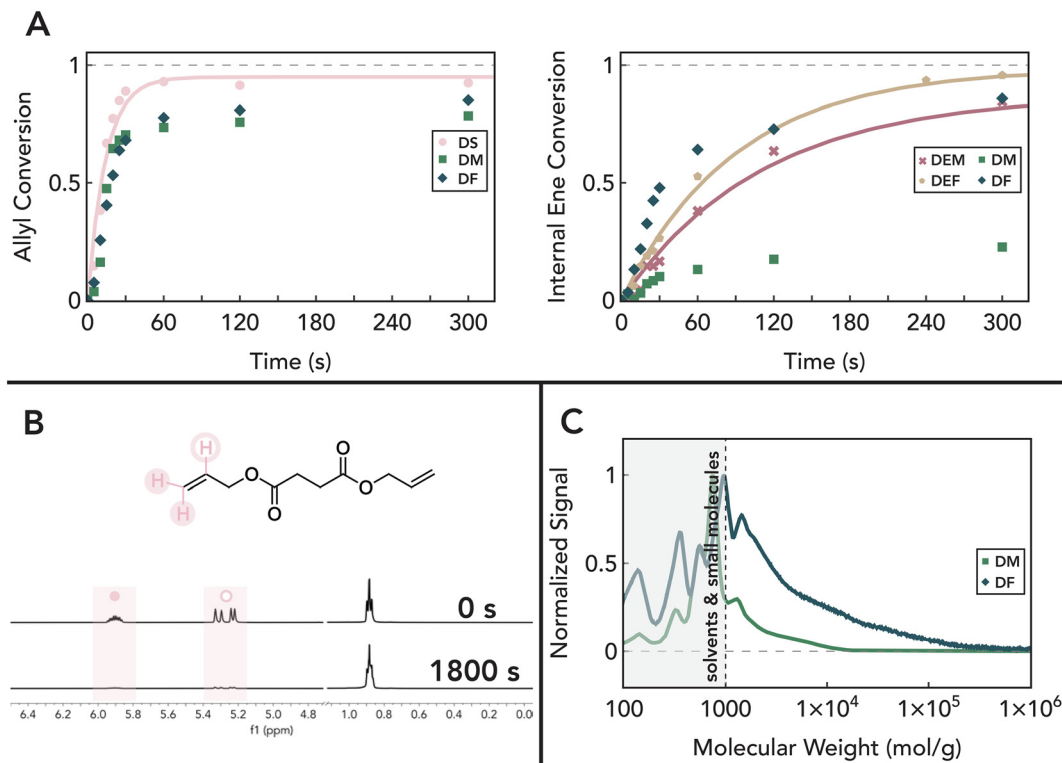 A
Allyl Conversion
1
0.5
0
0 60 120 180 240 300
Time (s)
DS
DM
DF
Internal Ene Conversion
1
0.5
0
0 60 120 180 240 300
Time (s)
DEM DM
DEF DF
B
H
H
H
O
O
O
O
0 s
1800 s
6.4 6.2 6.0 5.8 5.6 5.4 5.2 5.0 4.8 1.0 0.8 0.6 0.4 0.2 0.0
f1 (ppm)
C
Normalized Signal
1
0.5
0
solvents & small molecules
DM
DF
100 1000 1×10⁴ 1×10⁵ 1×10⁶
Molecular Weight (mol/g)